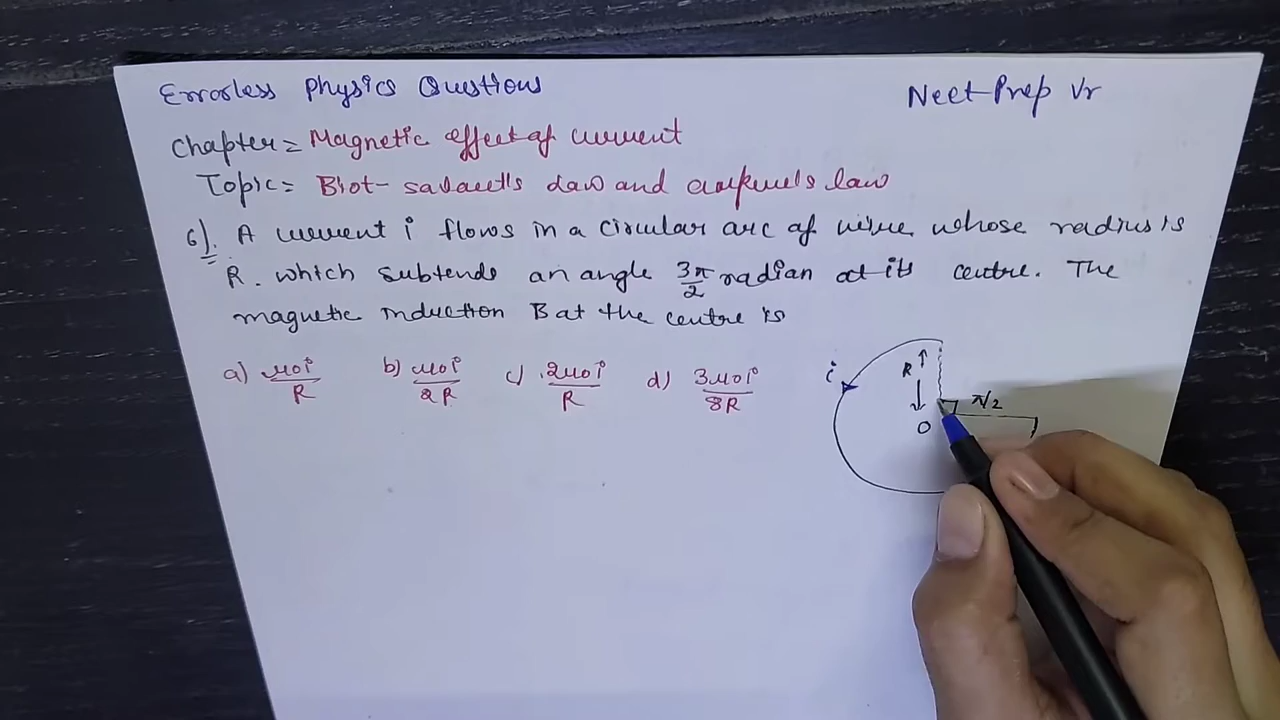 Errorless Physics Questions
Neet Prep Vr
Chapter = Magnetic effect of current
Topic = Biot-savart's law and ampere's law
6). A current i flows in a circular arc of wire whose radius is
R. which subtends an angle 3π/2 radian at its centre. The
magnetic induction B at the centre is
a) μ0i/R b) μ0i/2R c) 2μ0i/R d) 3μ0i/8R
i
R
π/2
O